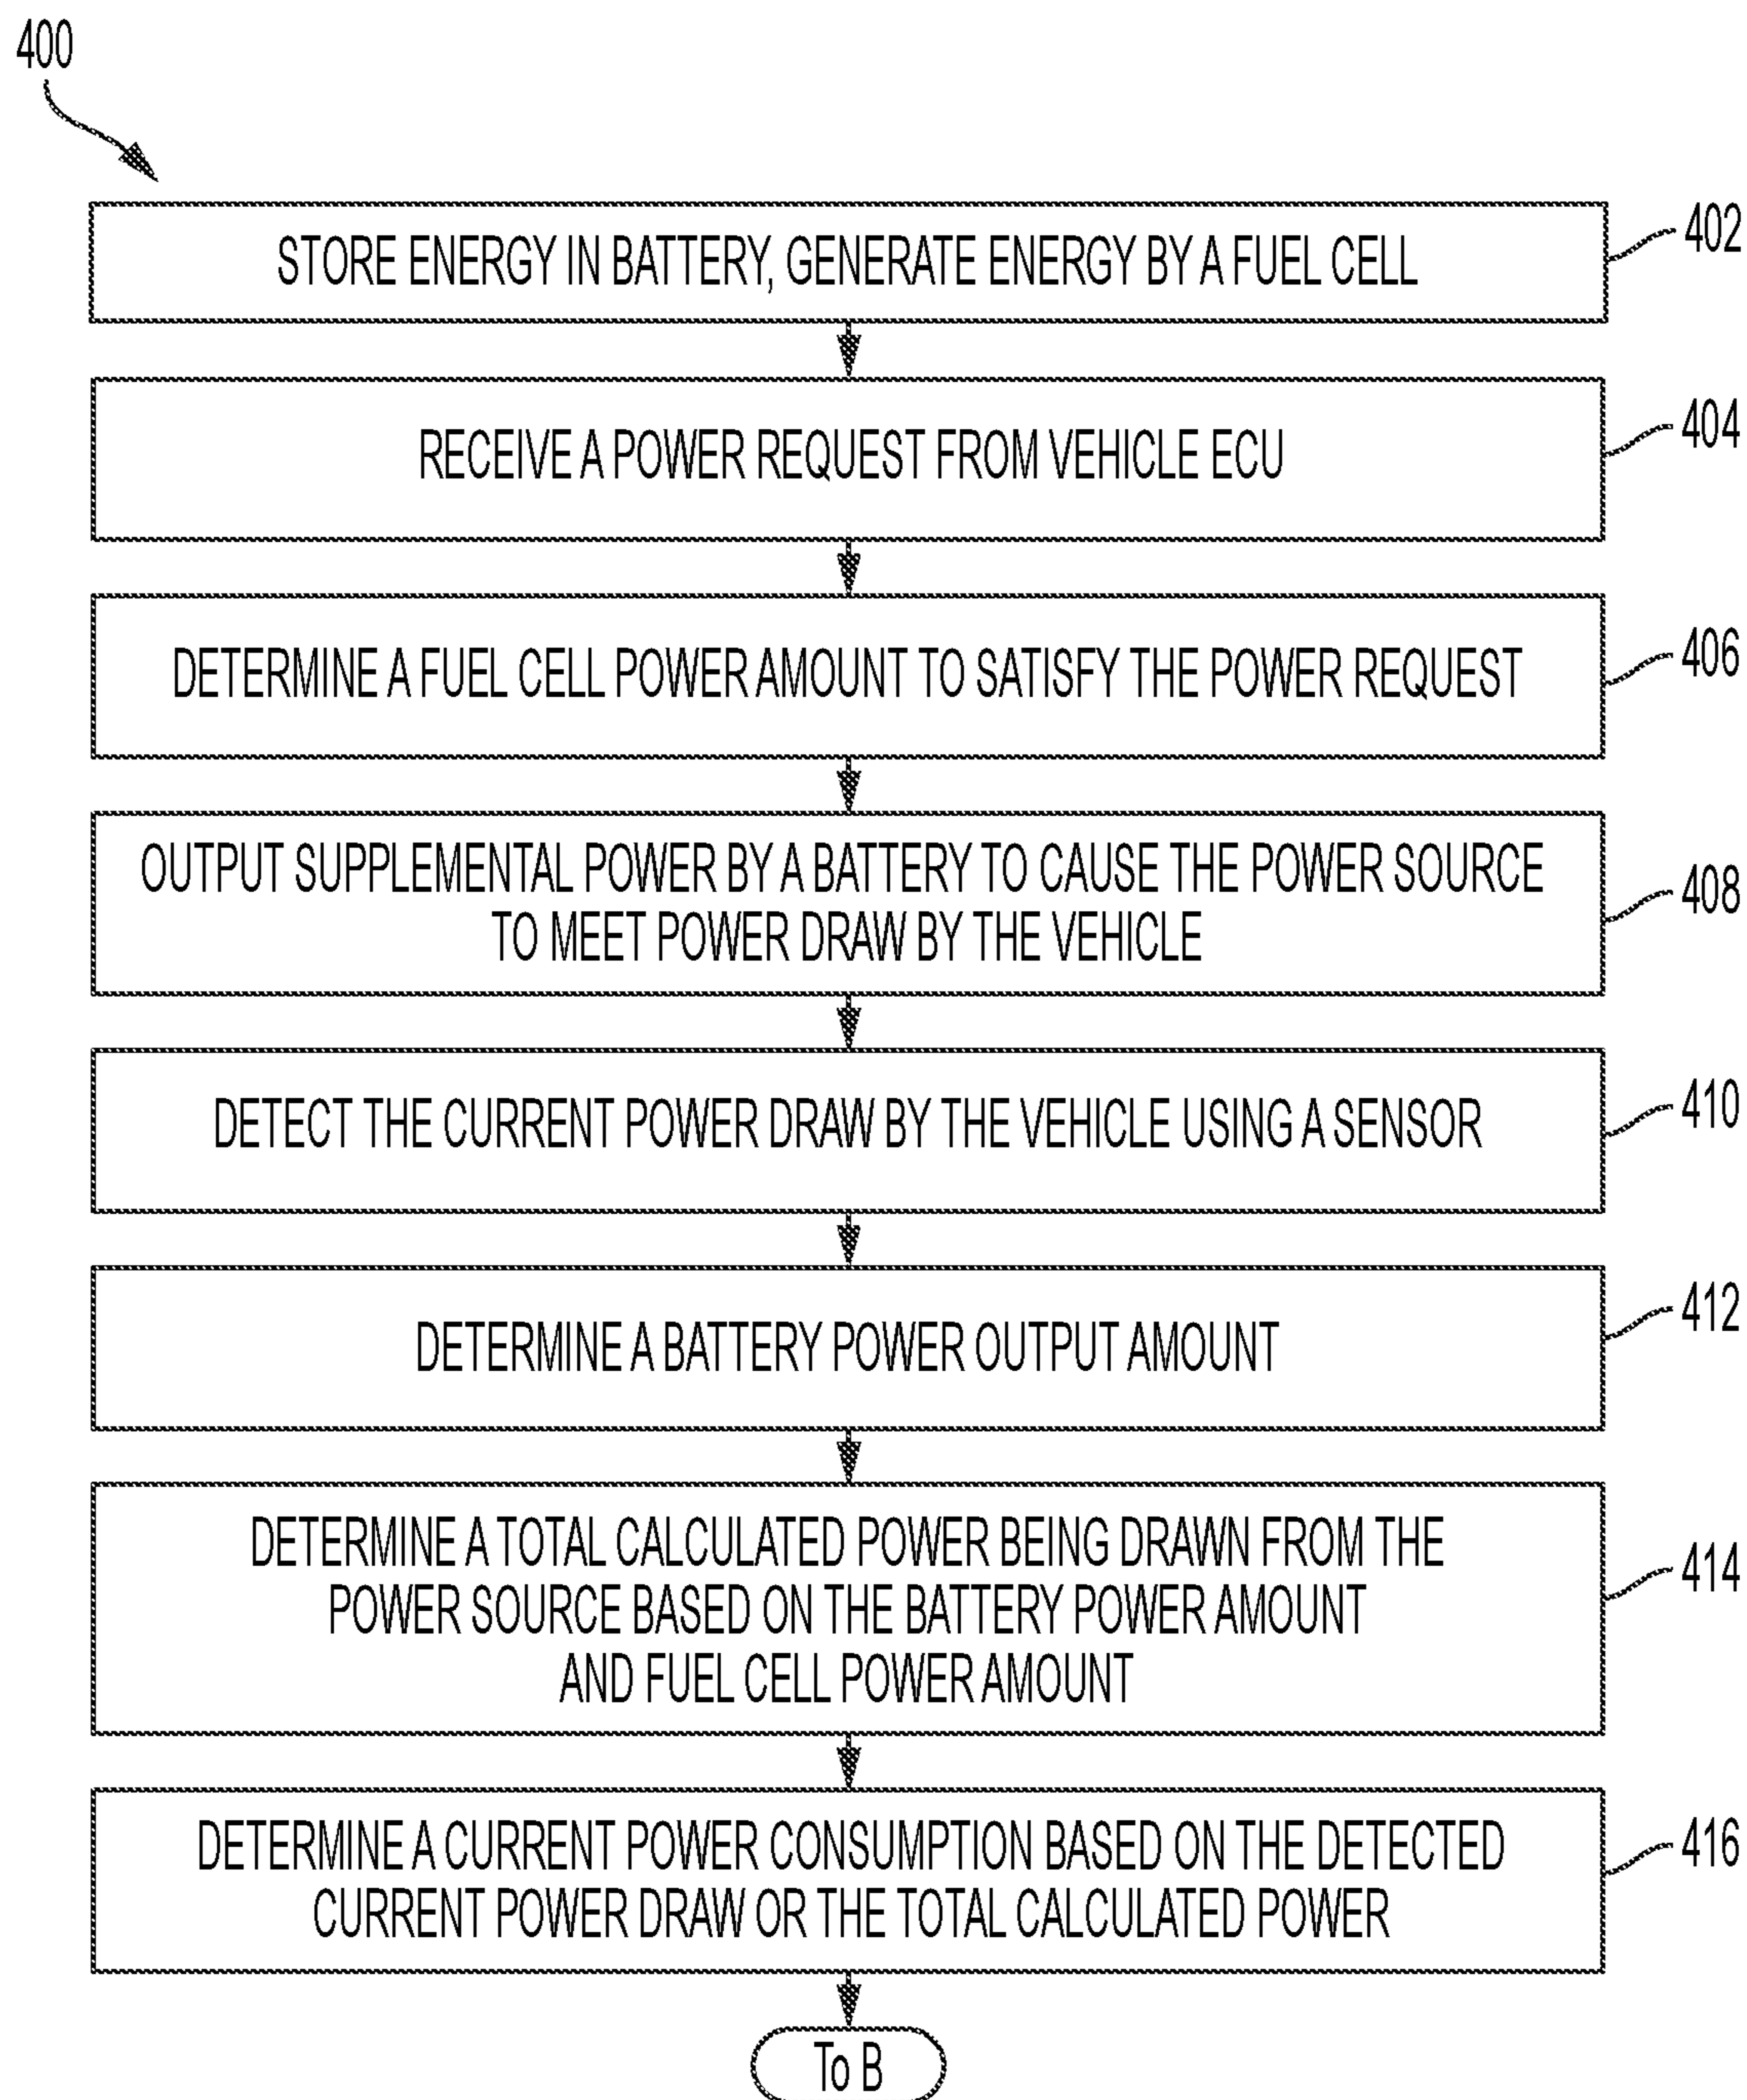 400
STORE ENERGY IN BATTERY, GENERATE ENERGY BY A FUEL CELL
402
RECEIVE A POWER REQUEST FROM VEHICLE ECU
404
DETERMINE A FUEL CELL POWER AMOUNT TO SATISFY THE POWER REQUEST
406
OUTPUT SUPPLEMENTAL POWER BY A BATTERY TO CAUSE THE POWER SOURCE
TO MEET POWER DRAW BY THE VEHICLE
408
DETECT THE CURRENT POWER DRAW BY THE VEHICLE USING A SENSOR
410
DETERMINE A BATTERY POWER OUTPUT AMOUNT
412
DETERMINE A TOTAL CALCULATED POWER BEING DRAWN FROM THE
POWER SOURCE BASED ON THE BATTERY POWER AMOUNT
AND FUEL CELL POWER AMOUNT
414
DETERMINE A CURRENT POWER CONSUMPTION BASED ON THE DETECTED
CURRENT POWER DRAW OR THE TOTAL CALCULATED POWER
416
To B